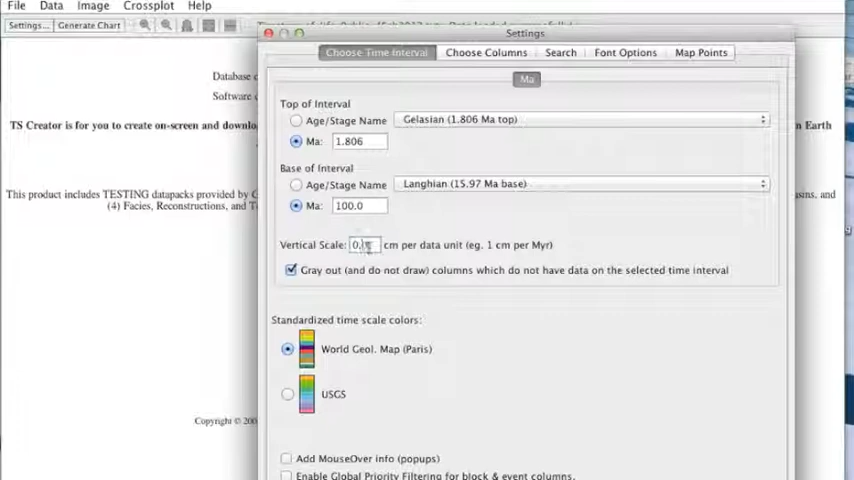 File Data Image Crossplot Help
Settings... Generate Chart
Settings
Choose Time Interval Choose Columns Search Font Options Map Points
Ma
Database
Software
Top of Interval
Age/Stage Name Gelasian (1.806 Ma top)
TS Creator is for you to create on-screen and Earth
Ma: 1.806
Base of Interval
Age/Stage Name Langhian (15.97 Ma base)
This product includes TESTING datapacks provided by and
(4) Facies, Reconstructions, and
Ma: 100.0
Vertical Scale: cm per data unit (eg. 1 cm per Myr)
Gray out (and do not draw) columns which do not have data on the selected time interval
Standardized time scale colors:
World Geol. Map (Paris)
USGS
Copyright ©
Add MouseOver info (popups)
Enable Global Priority Filtering for block & event columns.